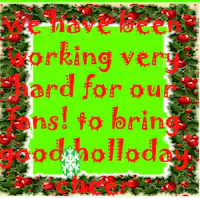 we have been
working very
hard for our
fans! to bring
good holloday
cheer